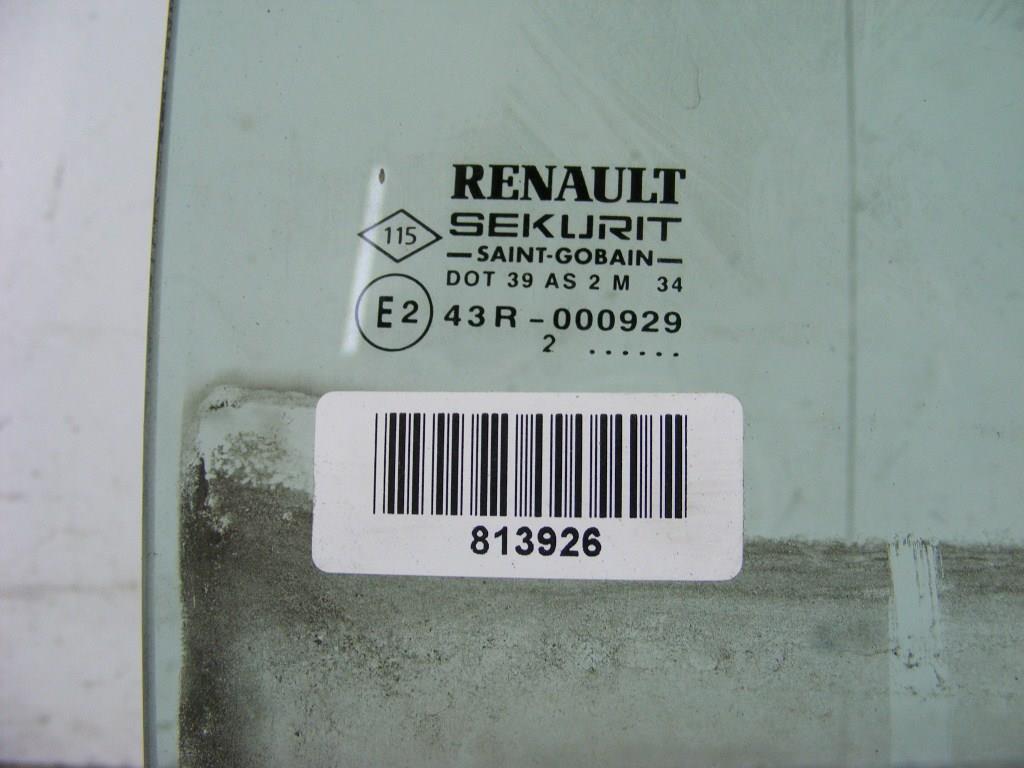 RENAULT
115 SEKURIT
SAINT-GOBAIN
DOT 39 AS 2 M 34
E2 43R-000929
2 ......
813926